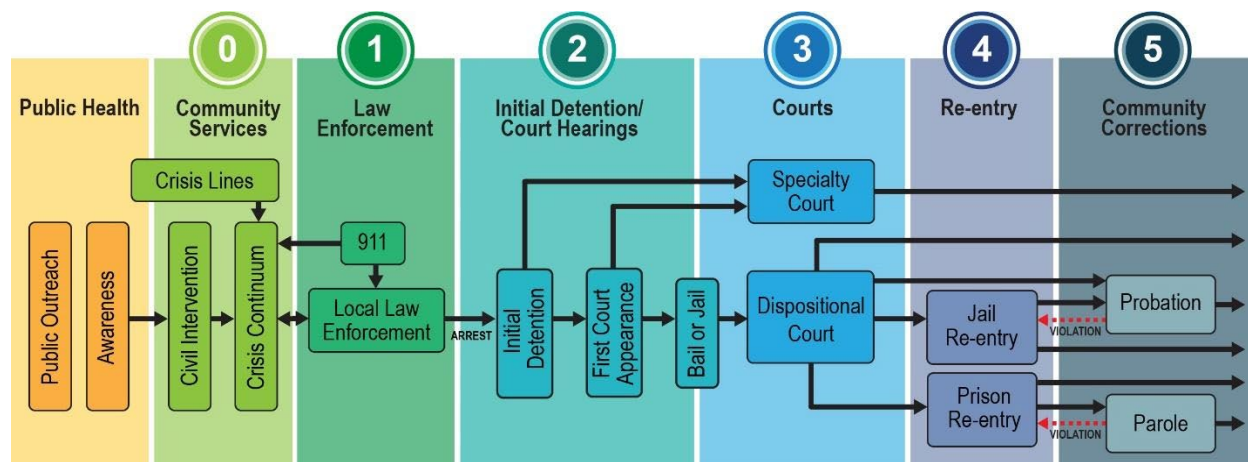 0
1
2
3
4
5
Public Health
Community
Services
Law
Enforcement
Initial Detention/
Court Hearings
Courts
Re-entry
Community
Corrections
Public Outreach
Awareness
Crisis Lines
Civil Intervention
Crisis Continuum
911
Local Law
Enforcement
ARREST
Initial
Detention
First Court
Appearance
Bail or Jail
Specialty
Court
Dispositional
Court
Jail
Re-entry
Prison
Re-entry
Probation
VIOLATION
Parole
VIOLATION